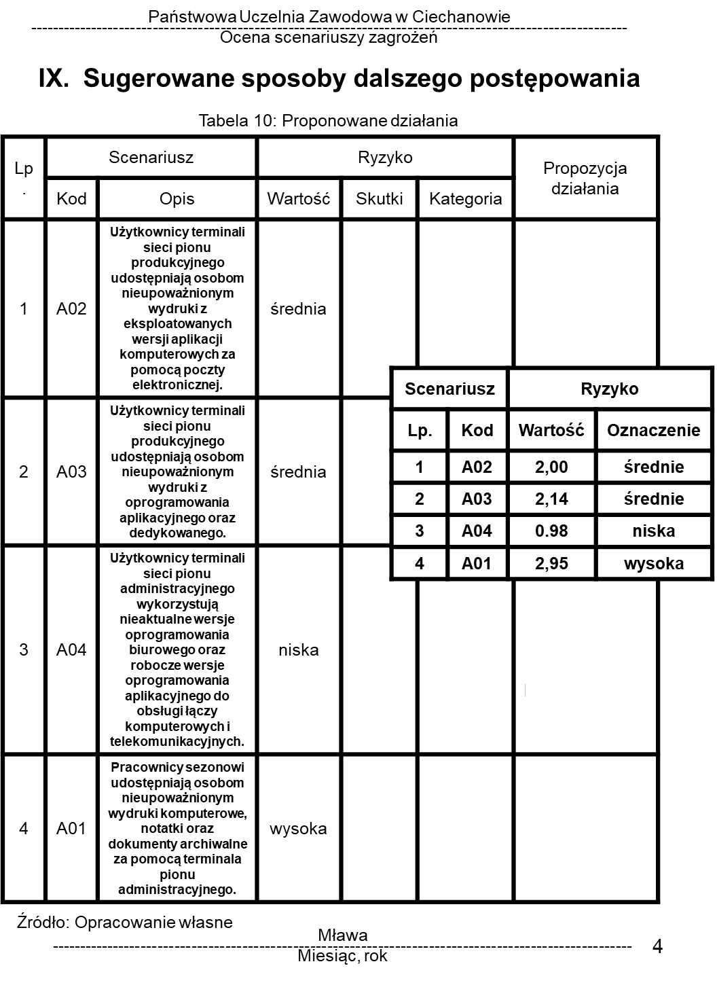 Państwowa Uczelnia Zawodowa w Ciechanowie
Ocena scenariuszy zagrożeń
IX. Sugerowane sposoby dalszego postępowania
Tabela 10: Proponowane działania
Lp
.
Scenariusz
Ryzyko
Propozycja
działania
Kod
Opis
Wartość
Skutki
Kategoria
1
A02
Użytkownicy terminali
sieci pionu
produkcyjnego
udostępniają osobom
nieupoważnionym
wydruki z
eksploatowanych
wersji aplikacji
komputerowych za
pomocą poczty
elektronicznej.
średnia
2
A03
Użytkownicy terminali
sieci pionu
produkcyjnego
udostępniają osobom
nieupoważnionym
wydruki z
oprogramowania
aplikacyjnego oraz
dedykowanego.
średnia
3
A04
Użytkownicy terminali
sieci pionu
administracyjnego
wykorzystują
nieaktualne wersje
oprogramowania
biurowego oraz
robocze wersje
oprogramowania
aplikacyjnego do
obsługi łączy
komputerowych i
telekomunikacyjnych.
niska
4
A01
Pracownicy sezonowi
udostępniają osobom
nieupoważnionym
wydruki komputerowe,
notatki oraz
dokumenty archiwalne
za pomocą terminala
pionu
administracyjnego.
wysoka
Scenariusz Ryzyko
Lp. Kod Wartość Oznaczenie
1 A02 2,00 średnie
2 A03 2,14 średnie
3 A04 0.98 niska
4 A01 2,95 wysoka
Źródło: Opracowanie własne
Mława
Miesiąc, rok
4